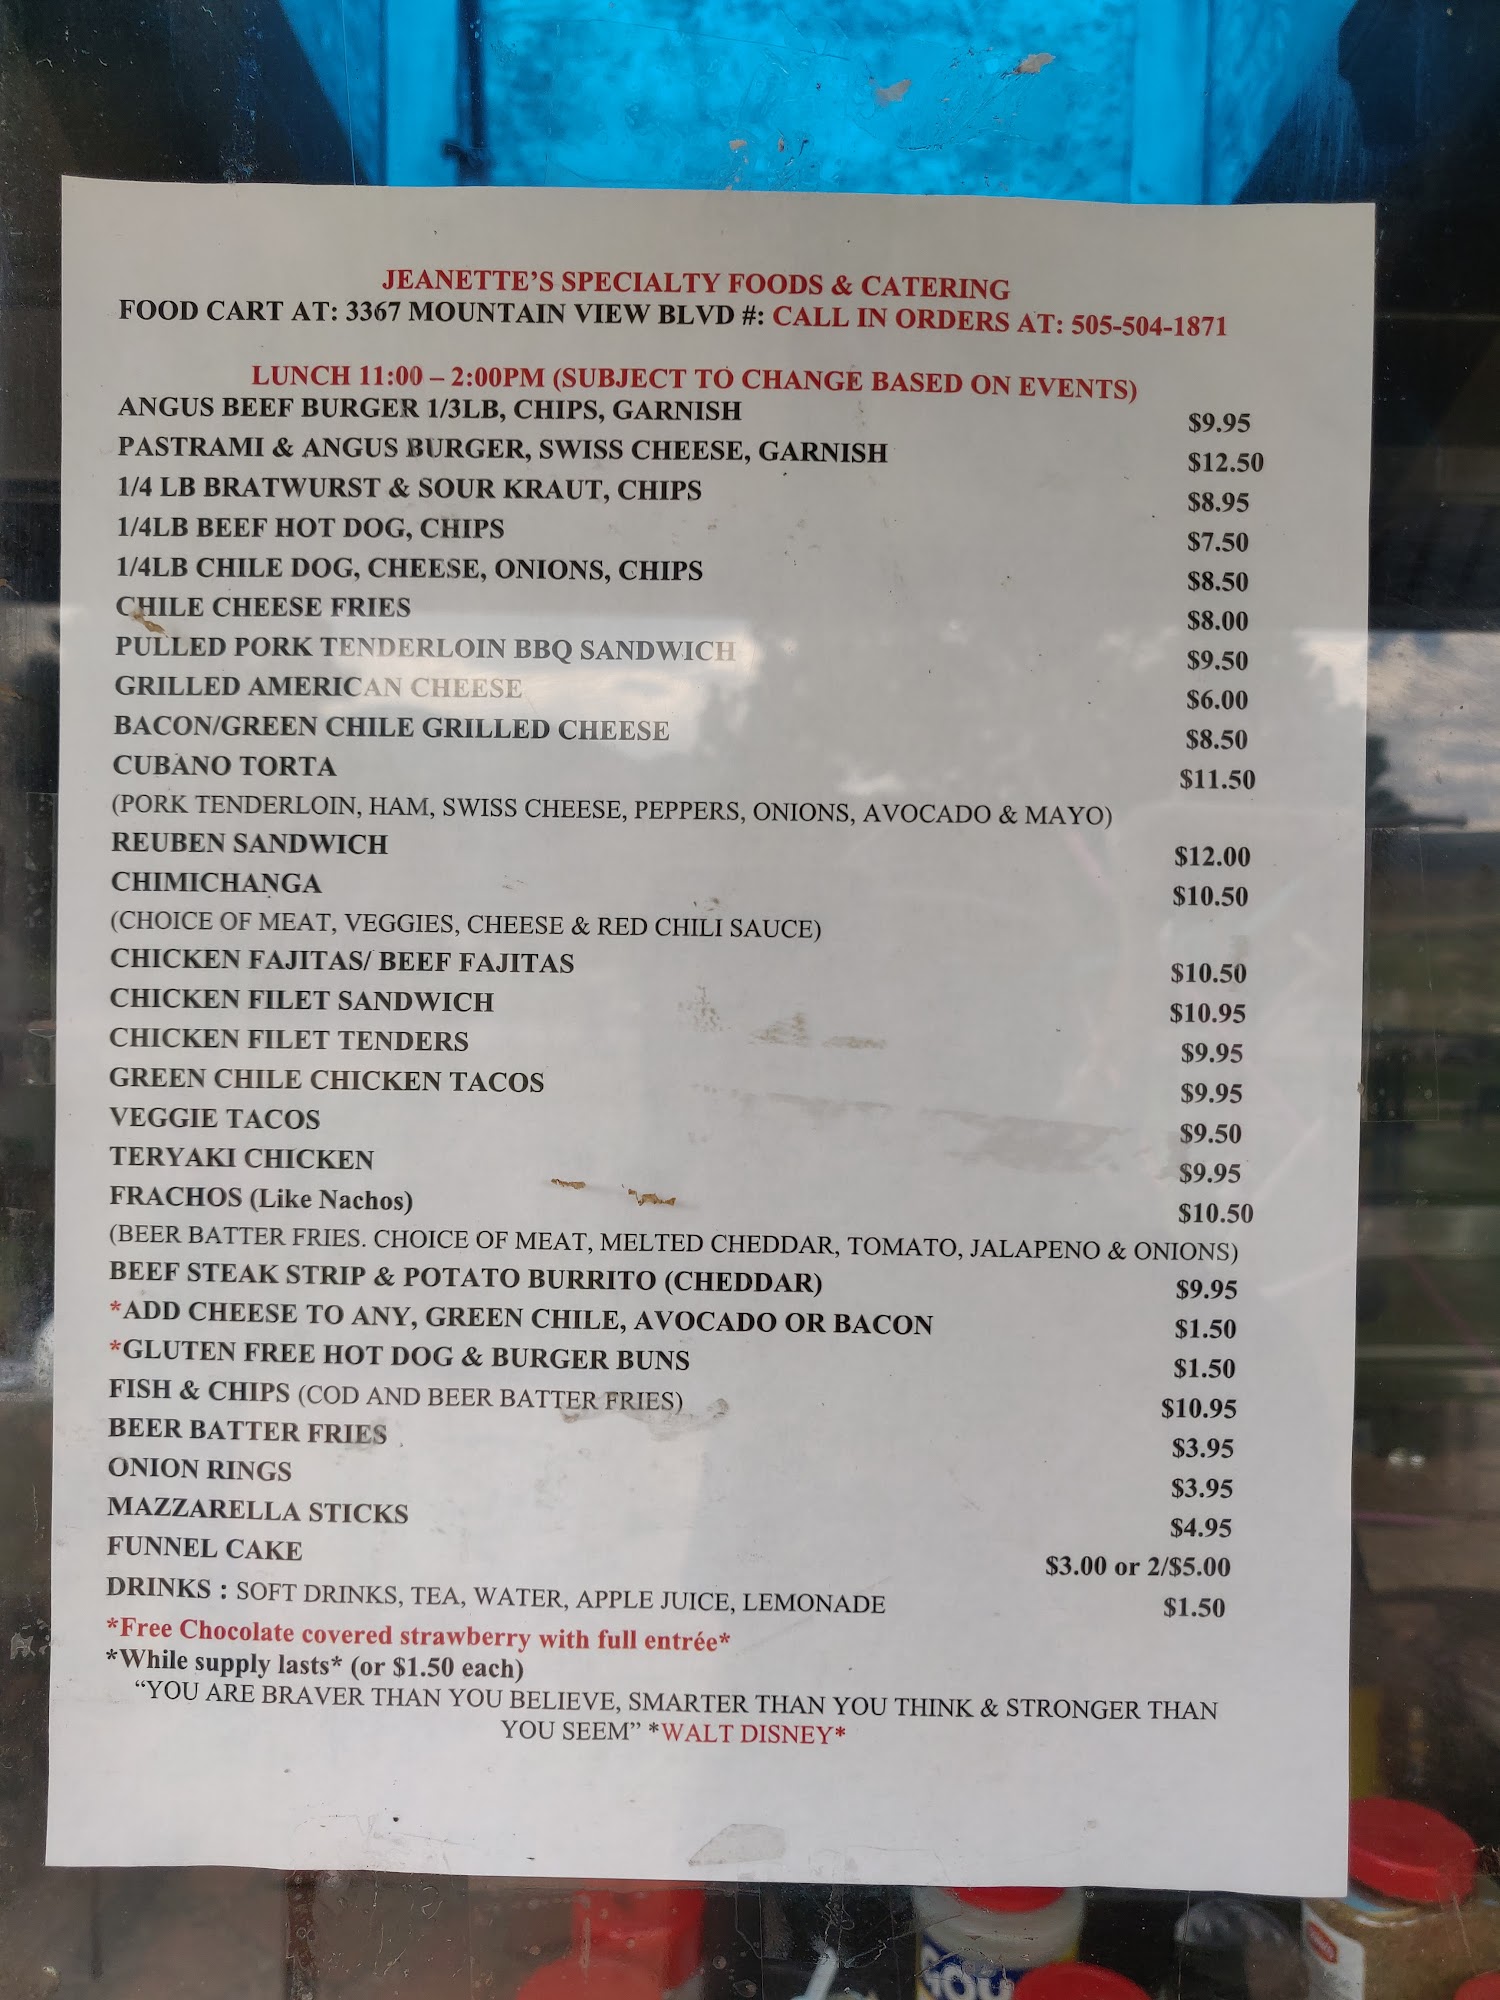 JEANETTE'S SPECIALTY FOODS & CATERING
FOOD CART AT: 3367 MOUNTAIN VIEW BLVD #: CALL IN ORDERS AT: 505-504-1871
LUNCH 11:00 – 2:00PM (SUBJECT TO CHANGE BASED ON EVENTS)
ANGUS BEEF BURGER 1/3LB, CHIPS, GARNISH $9.95
PASTRAMI & ANGUS BURGER, SWISS CHEESE, GARNISH $12.50
1/4 LB BRATWURST & SOUR KRAUT, CHIPS $8.95
1/4LB BEEF HOT DOG, CHIPS $7.50
1/4LB CHILE DOG, CHEESE, ONIONS, CHIPS $8.50
CHILE CHEESE FRIES $8.00
PULLED PORK TENDERLOIN BBQ SANDWICH $9.50
GRILLED AMERICAN CHEESE $6.00
BACON/GREEN CHILE GRILLED CHEESE $8.50
CUBANO TORTA $11.50
(PORK TENDERLOIN, HAM, SWISS CHEESE, PEPPERS, ONIONS, AVOCADO & MAYO)
REUBEN SANDWICH $12.00
CHIMICHANGA $10.50
(CHOICE OF MEAT, VEGGIES, CHEESE & RED CHILI SAUCE)
CHICKEN FAJITAS/ BEEF FAJITAS $10.50
CHICKEN FILET SANDWICH $10.95
CHICKEN FILET TENDERS $9.95
GREEN CHILE CHICKEN TACOS $9.95
VEGGIE TACOS $9.50
TERYAKI CHICKEN $9.95
FRACHOS (Like Nachos) $10.50
(BEER BATTER FRIES. CHOICE OF MEAT, MELTED CHEDDAR, TOMATO, JALAPENO & ONIONS)
BEEF STEAK STRIP & POTATO BURRITO (CHEDDAR) $9.95
*ADD CHEESE TO ANY, GREEN CHILE, AVOCADO OR BACON $1.50
*GLUTEN FREE HOT DOG & BURGER BUNS $1.50
FISH & CHIPS (COD AND BEER BATTER FRIES) $10.95
BEER BATTER FRIES $3.95
ONION RINGS $3.95
MAZZARELLA STICKS $4.95
FUNNEL CAKE $3.00 or 2/$5.00
DRINKS : SOFT DRINKS, TEA, WATER, APPLE JUICE, LEMONADE $1.50
*Free Chocolate covered strawberry with full entrée*
*While supply lasts* (or $1.50 each)
"YOU ARE BRAVER THAN YOU BELIEVE, SMARTER THAN YOU THINK & STRONGER THAN
YOU SEEM" *WALT DISNEY*